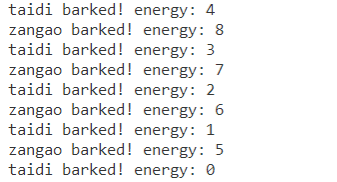 taidi barked! energy: 4
zangao barked! energy: 8
taidi barked! energy: 3
zangao barked! energy: 7
taidi barked! energy: 2
zangao barked! energy: 6
taidi barked! energy: 1
zangao barked! energy: 5
taidi barked! energy: 0